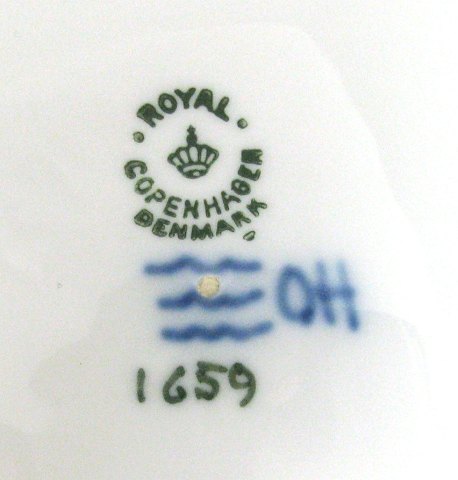 ROYAL
COPENHAGEN
DENMARK
OH
1659